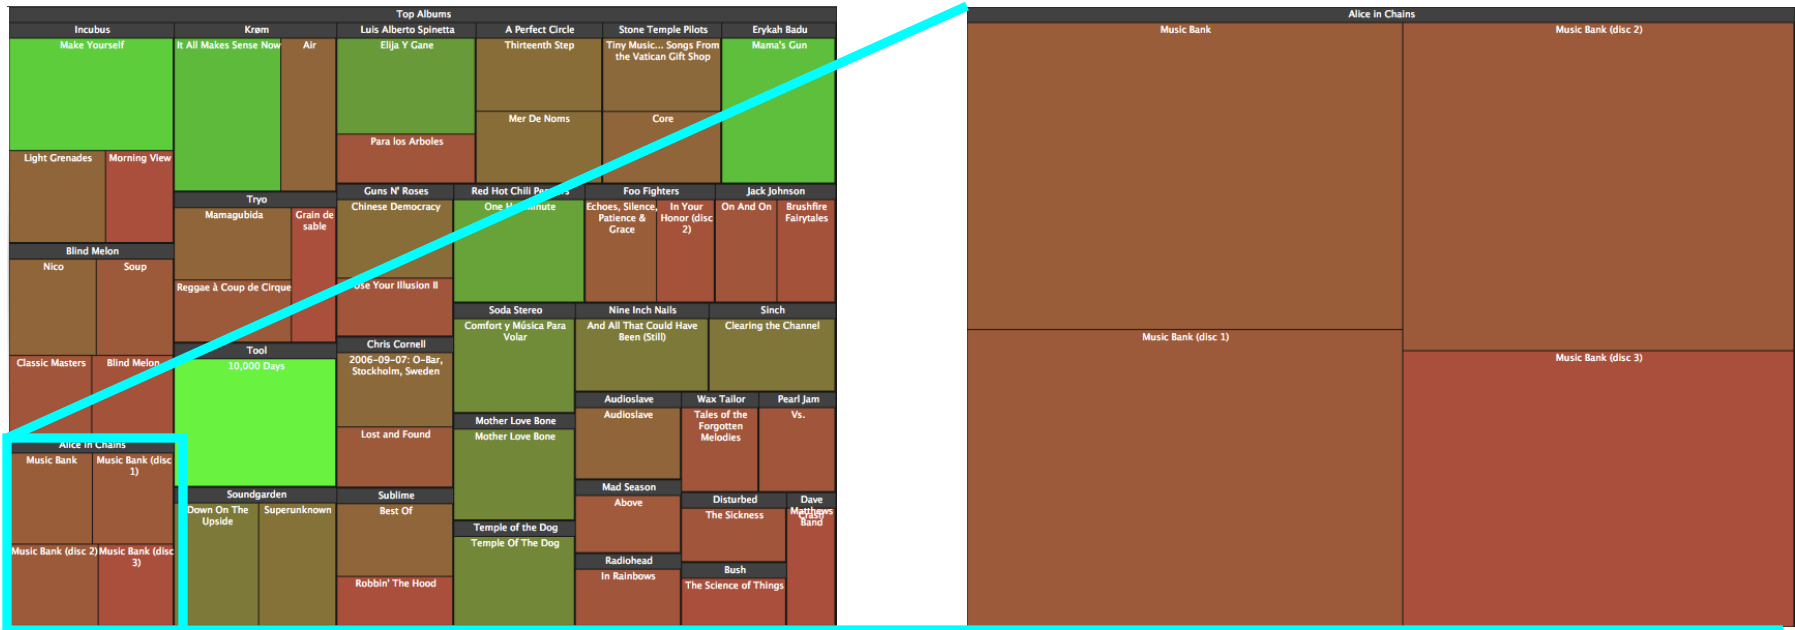 Top Albums
Incubus
Make Yourself
Light Grenades
Morning View
Blind Melon
Nico
Soup
Classic Masters
Blind Melon
Alice in Chains
Music Bank
Music Bank (disc
1)
Music Bank (disc 2)
Music Bank (disc
3)
Krøm
It All Makes Sense Now
Air
Tryo
Mamagubida
Grain de
sable
Reggae à Coup de Cirque
Tool
10,000 Days
Soundgarden
Down On The
Upside
Superunknown
Luis Alberto Spinetta
Elija Y Gane
Para los Arboles
A Perfect Circle
Thirteenth Step
Mer De Noms
Stone Temple Pilots
Tiny Music... Songs From
the Vatican Gift Shop
Core
Erykah Badu
Mama's Gun
Guns N' Roses
Chinese Democracy
Use Your Illusion II
Chris Cornell
2006-09-07: O-Bar,
Stockholm, Sweden
Lost and Found
Sublime
Best Of
Robbin' The Hood
Red Hot Chili Peppers
One Hot Minute
Foo Fighters
Echoes, Silence,
Patience &
Grace
In Your
Honor (disc
2)
Jack Johnson
On And On
Brushfire
Fairytales
Soda Stereo
Comfort y Música Para
Volar
Mother Love Bone
Mother Love Bone
Temple of the Dog
Temple Of The Dog
Nine Inch Nails
And All That Could Have
Been (Still)
Sinch
Clearing the Channel
Audioslave
Audioslave
Wax Tailor
Tales of the
Forgotten
Melodies
Pearl Jam
Vs.
Mad Season
Above
Radiohead
In Rainbows
Disturbed
The Sickness
Bush
The Science of Things
Dave
Matthews
Band
Crash
Alice in Chains
Music Bank
Music Bank (disc 2)
Music Bank (disc 1)
Music Bank (disc 3)